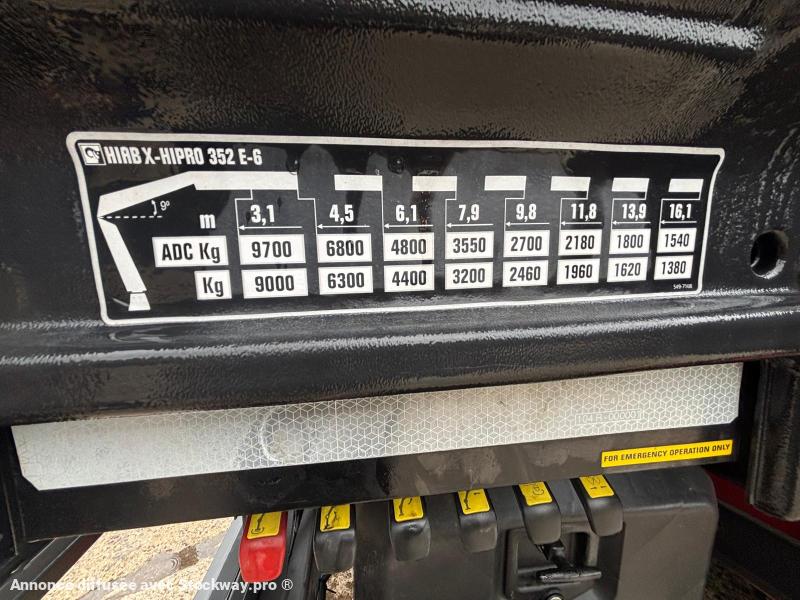 HIAB X-HIPRO 352 E-6
9°
m 3,1 4,5 6,1 7,9 9,8 11,8 13,9 16,1
ADC Kg 9700 6800 4800 3550 2700 2180 1800 1540
Kg 9000 6300 4400 3200 2460 1960 1620 1380
FOR EMERGENCY OPERATION ONLY
Annonce diffusée avec Stockway.pro ®